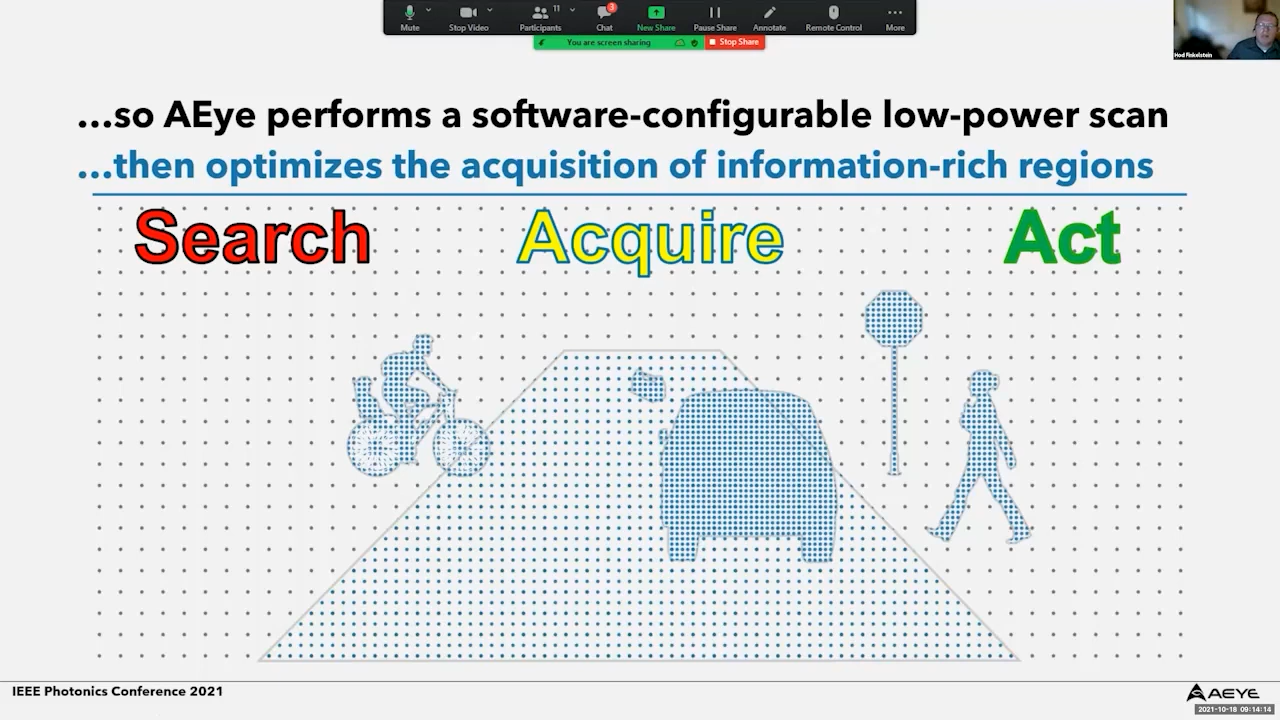 11
3
Mute
Stop Video
Participants
Chat
New Share
Pause Share
Annotate
Remote Control
More
You are screen sharing
Stop Share
Hod Finkelstein
...so AEye performs a software-configurable low-power scan
...then optimizes the acquisition of information-rich regions
Search
Acquire
Act
IEEE Photonics Conference 2021
AEYE
2021-10-18 09:14:14